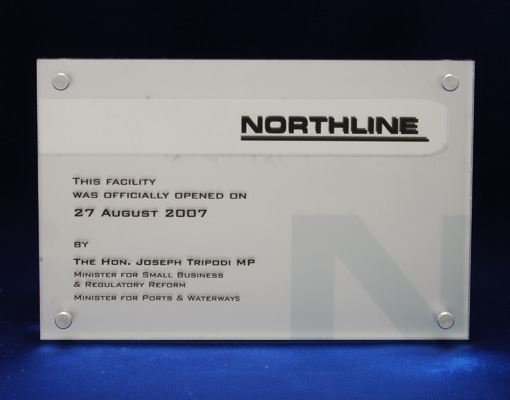 NORTHLINE
THIS FACILITY
WAS OFFICIALLY OPENED ON
27 AUGUST 2007
BY
THE HON. JOSEPH TRIPODI MP
MINISTER FOR SMALL BUSINESS
& REGULATORY REFORM
MINISTER FOR PORTS & WATERWAYS
N